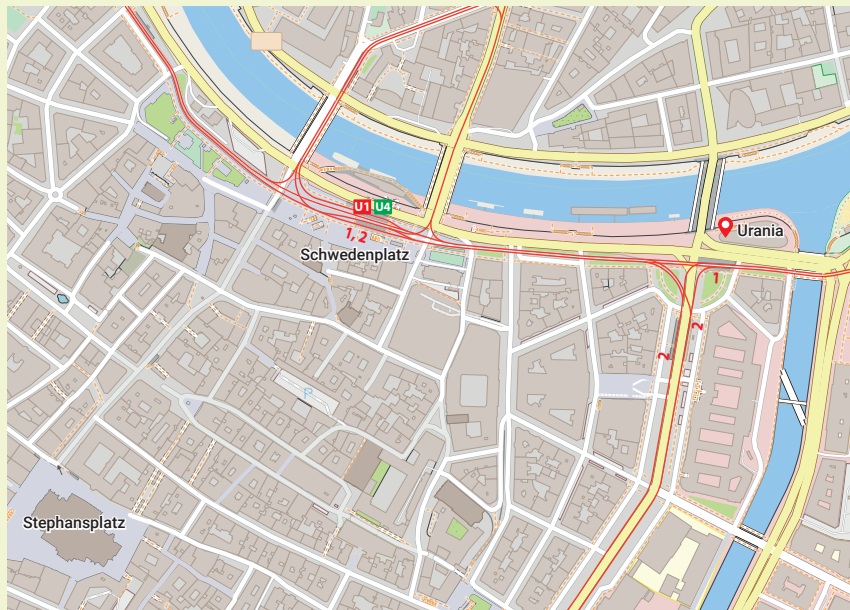 U1 U4
1, 2
Urania
Schwedenplatz
1
2
2
P
Stephansplatz